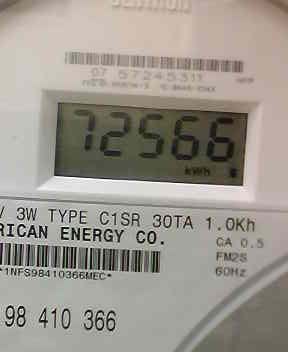 07 57245311
72566
kWh
V 3W TYPE C1SR 30TA 1.0Kh
RICAN ENERGY CO.
CA 0.5
FM2S
60Hz
*1NFS98410366MEC*
98 410 366